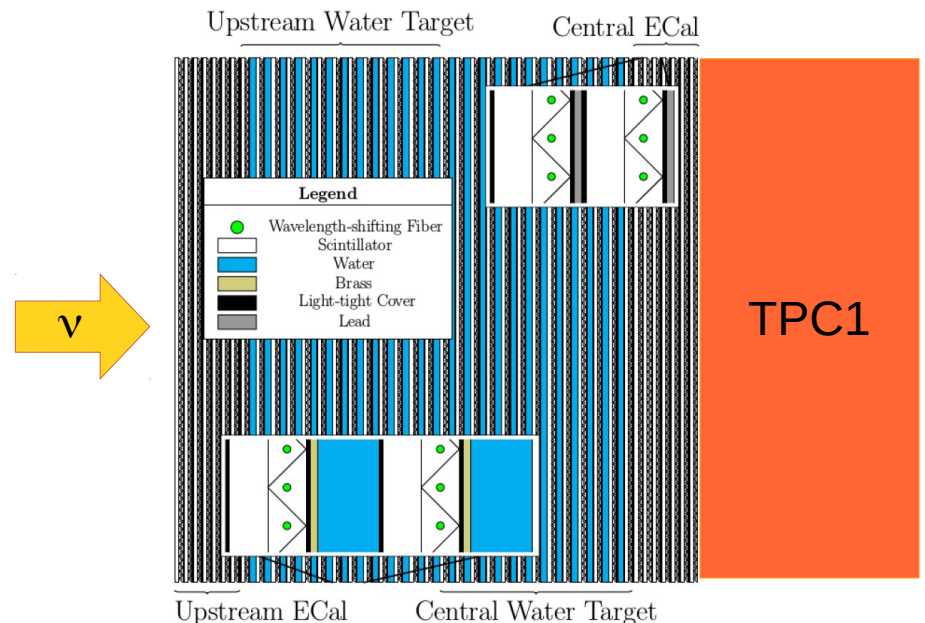 Upstream Water Target
Central ECal
Legend
Wavelength-shifting Fiber
Scintillator
Water
Brass
Light-tight Cover
Lead
ν
TPC1
Upstream ECal
Central Water Target